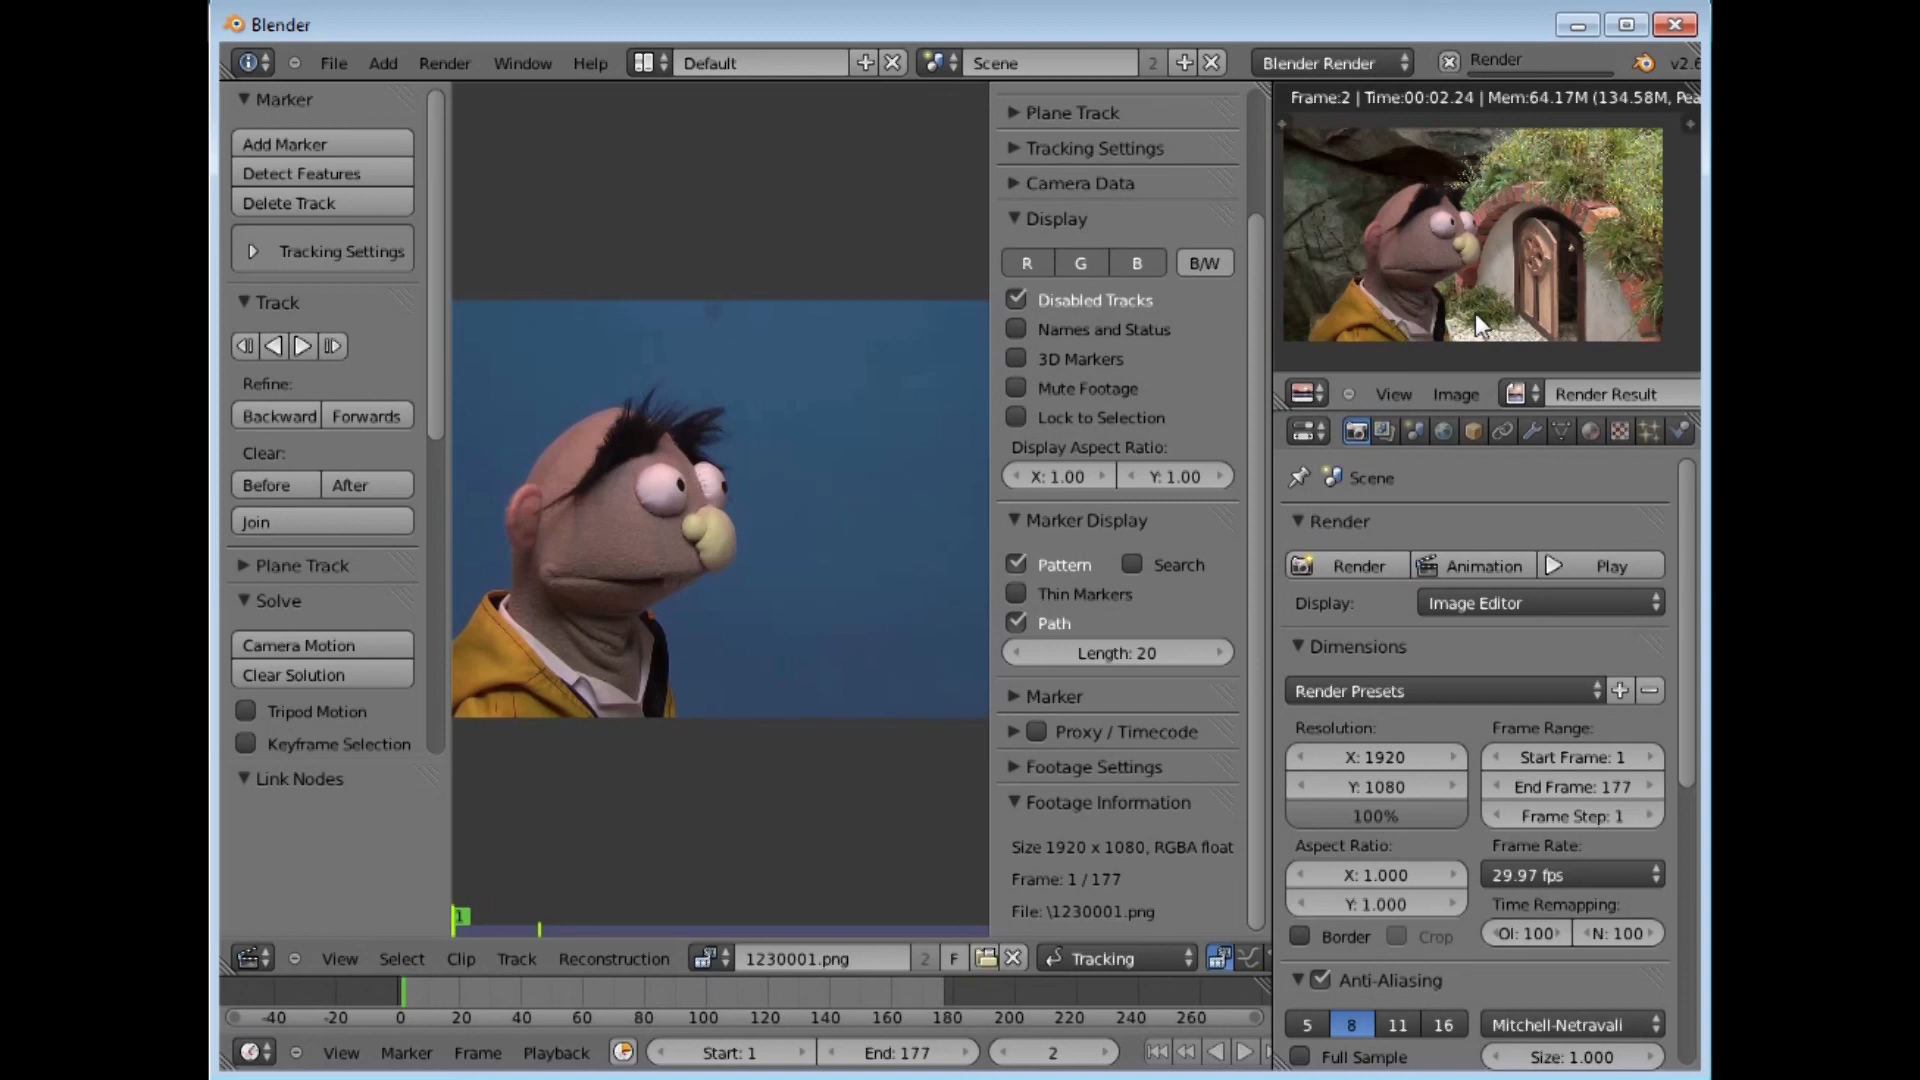 Blender
File Add Render Window Help Default Scene 2 Blender Render Render v2.6
Frame:2 | Time:00:02.24 | Mem:64.17M (134.58M, Pea
Marker
Add Marker
Detect Features
Delete Track
Tracking Settings
Track
Refine:
Backward Forwards
Clear:
Before After
Join
Plane Track
Solve
Camera Motion
Clear Solution
Tripod Motion
Keyframe Selection
Link Nodes
1
Plane Track
Tracking Settings
Camera Data
Display
R G B B/W
Disabled Tracks
Names and Status
3D Markers
Mute Footage
Lock to Selection
Display Aspect Ratio:
X: 1.00 Y: 1.00
Marker Display
Pattern Search
Thin Markers
Path
Length: 20
Marker
Proxy / Timecode
Footage Settings
Footage Information
Size 1920 x 1080, RGBA float
Frame: 1 / 177
File: \1230001.png
View Select Clip Track Reconstruction 1230001.png 2 F Tracking
-40 -20 0 20 40 60 80 100 120 140 160 180 200 220 240 260
View Marker Frame Playback Start: 1 End: 177 2
View Image Render Result
Scene
Render
Render Animation Play
Display: Image Editor
Dimensions
Render Presets
Resolution: Frame Range:
X: 1920 Start Frame: 1
Y: 1080 End Frame: 177
100% Frame Step: 1
Aspect Ratio: Frame Rate:
X: 1.000 29.97 fps
Y: 1.000 Time Remapping:
Border Crop Ol: 100 N: 100
Anti-Aliasing
5 8 11 16 Mitchell-Netravali
Full Sample Size: 1.000